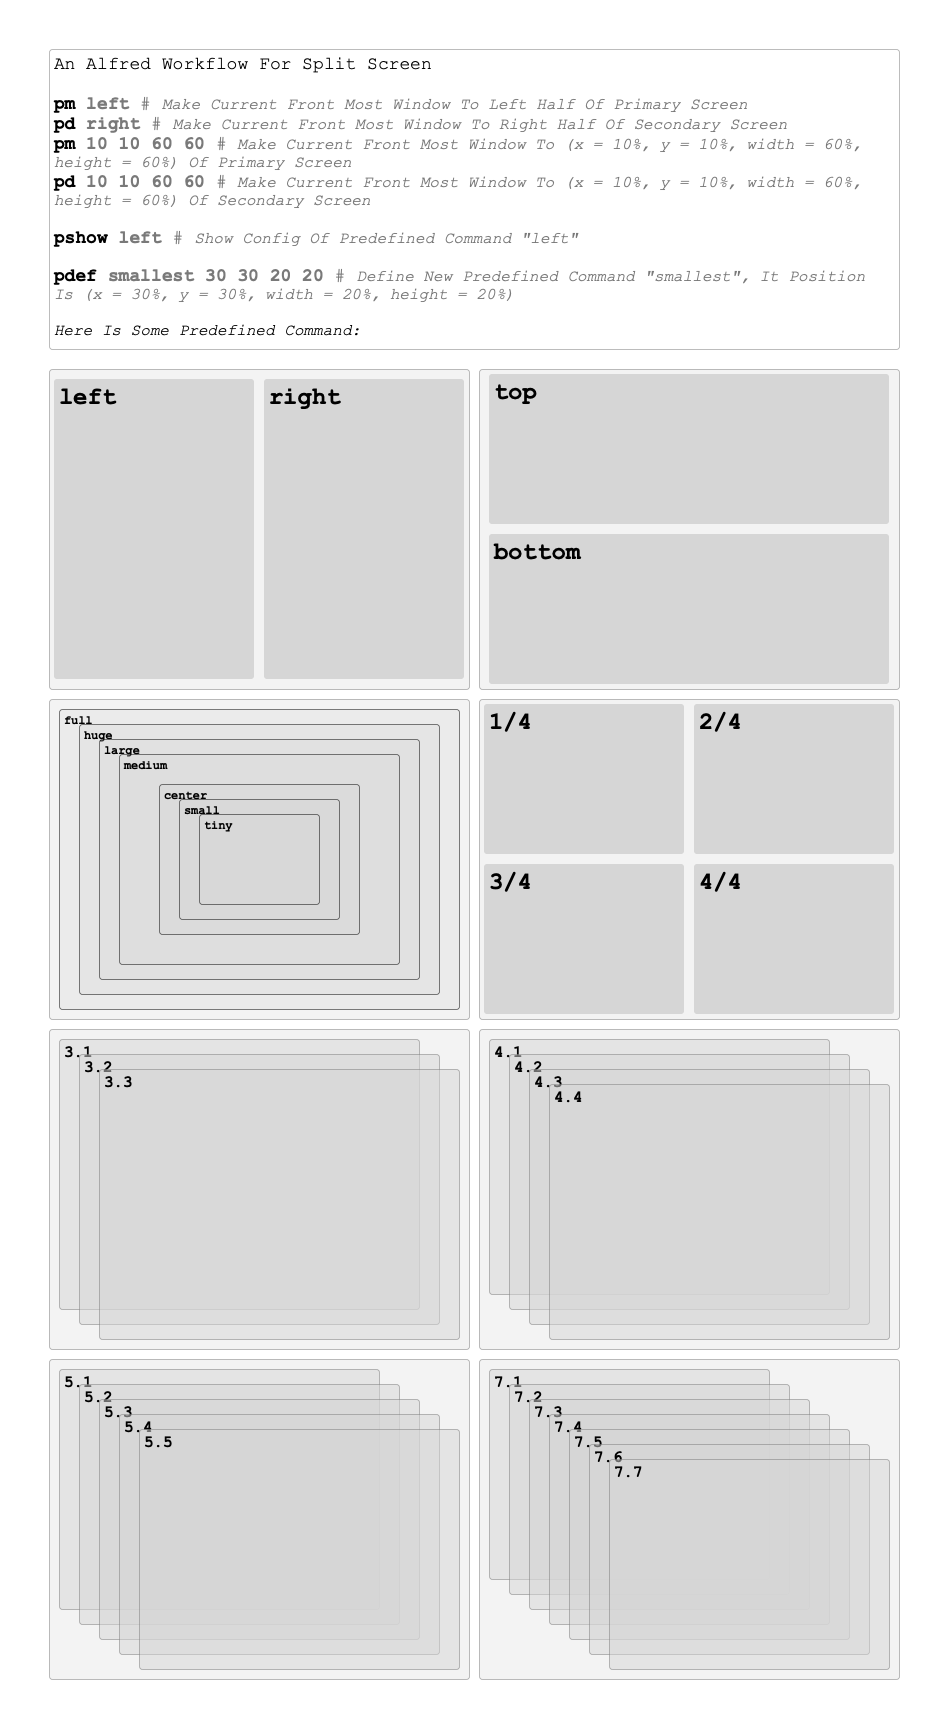 An Alfred Workflow For Split Screen
pm left # Make Current Front Most Window To Left Half Of Primary Screen
pd right # Make Current Front Most Window To Right Half Of Secondary Screen
pm 10 10 60 60 # Make Current Front Most Window To (x = 10%, y = 10%, width = 60%,
height = 60%) Of Primary Screen
pd 10 10 60 60 # Make Current Front Most Window To (x = 10%, y = 10%, width = 60%,
height = 60%) Of Secondary Screen
pshow left # Show Config Of Predefined Command "left"
pdef smallest 30 30 20 20 # Define New Predefined Command "smallest", It Position
Is (x = 30%, y = 30%, width = 20%, height = 20%)
Here Is Some Predefined Command:
left
right
top
bottom
full
huge
large
medium
center
small
tiny
1/4
2/4
3/4
4/4
3.1
3.2
3.3
4.1
4.2
4.3
4.4
5.1
5.2
5.3
5.4
5.5
7.1
7.2
7.3
7.4
7.5
7.6
7.7